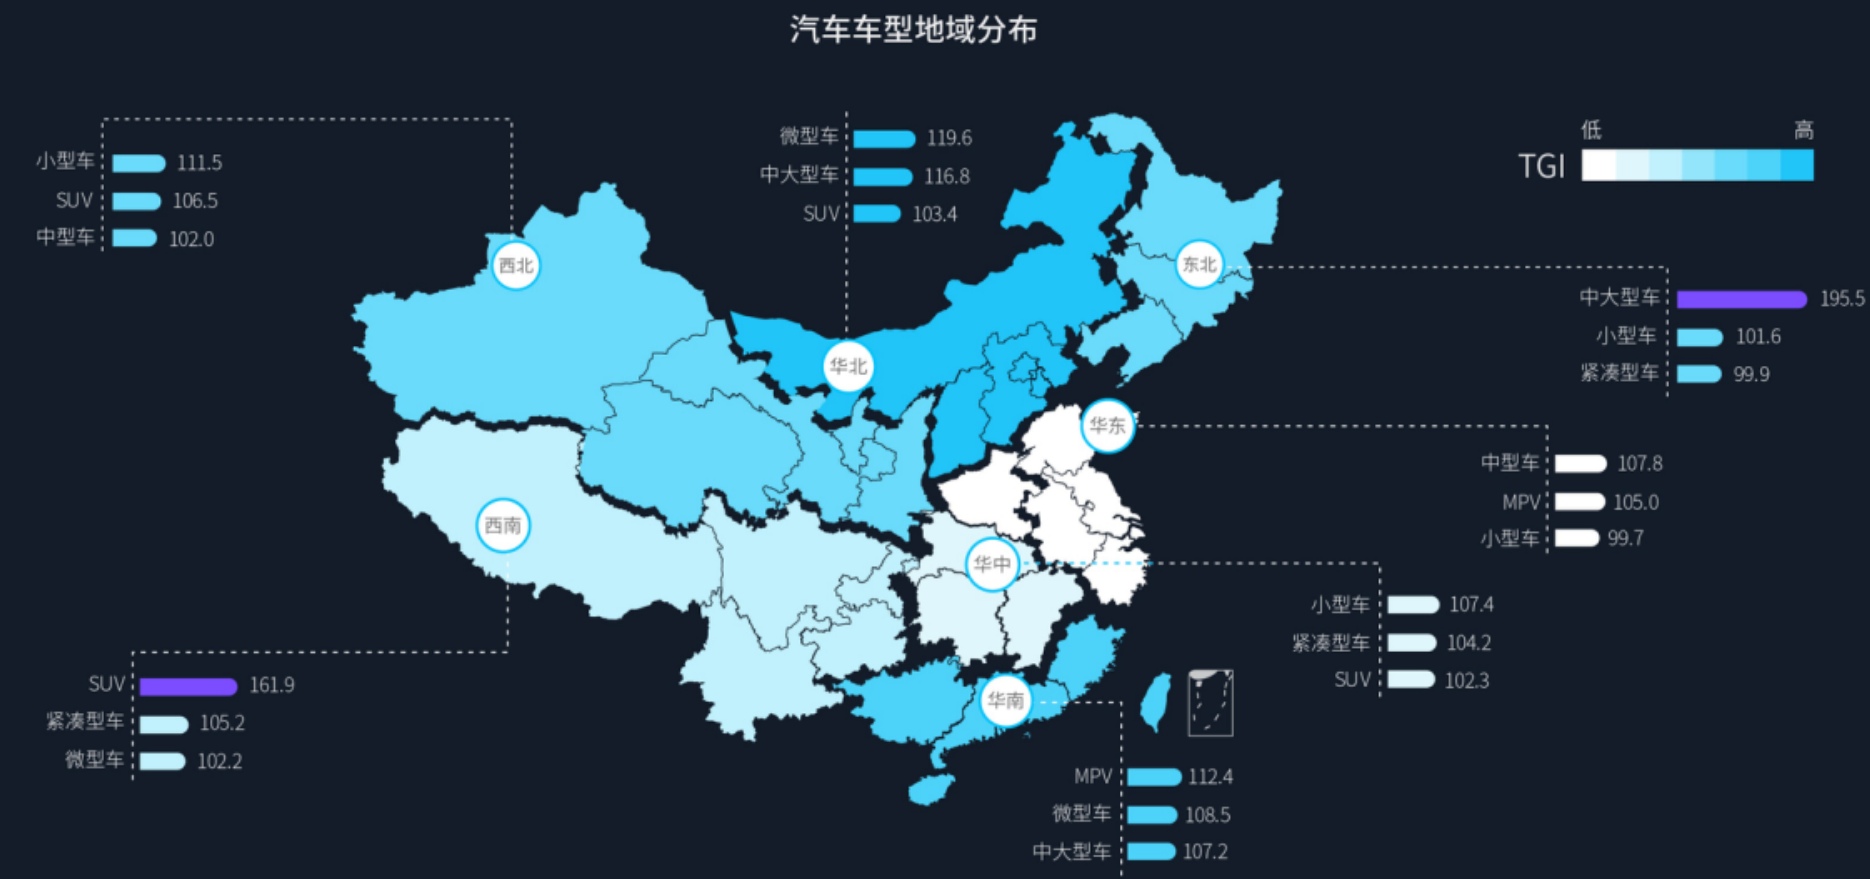 汽车车型地域分布
低 高
TGI
小型车 111.5
SUV 106.5
中型车 102.0
微型车 119.6
中大型车 116.8
SUV 103.4
西北
东北
中大型车 195.5
小型车 101.6
紧凑型车 99.9
华北
华东
中型车 107.8
MPV 105.0
小型车 99.7
西南
华中
小型车 107.4
紧凑型车 104.2
SUV 102.3
SUV 161.9
紧凑型车 105.2
微型车 102.2
华南
MPV 112.4
微型车 108.5
中大型车 107.2